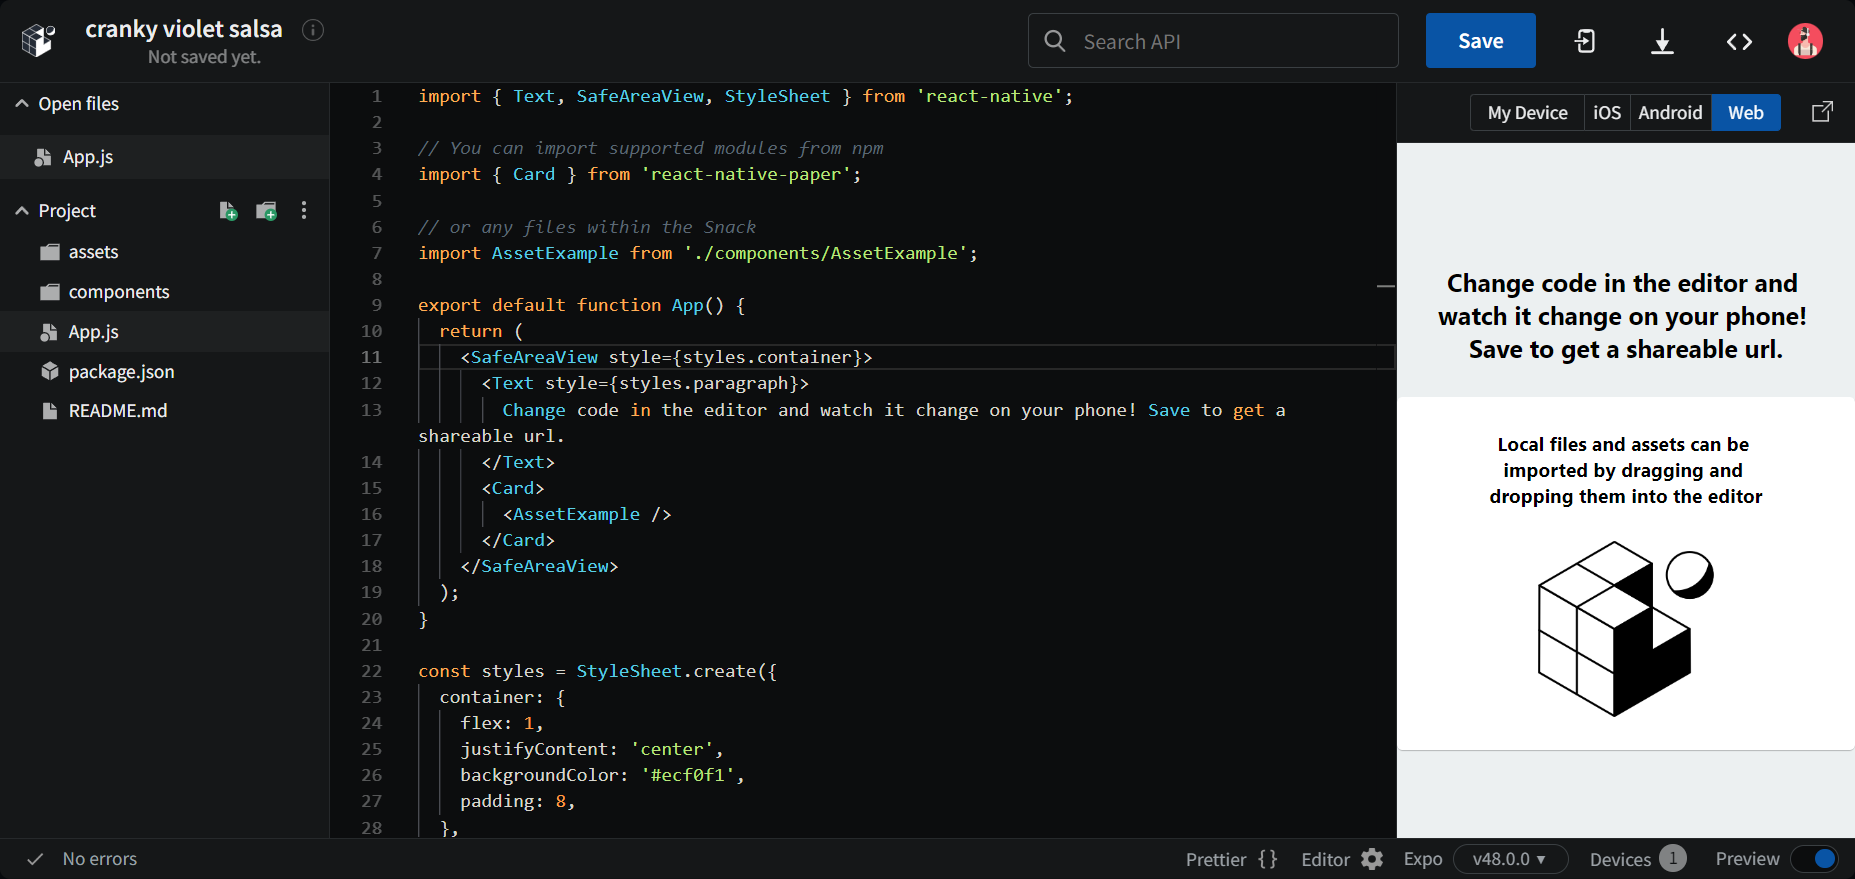 cranky violet salsa
Not saved yet.
Search API
Save
Open files
App.js
Project
assets
components
App.js
package.json
README.md
1 import { Text, SafeAreaView, StyleSheet } from 'react-native';
2
3 // You can import supported modules from npm
4 import { Card } from 'react-native-paper';
5
6 // or any files within the Snack
7 import AssetExample from './components/AssetExample';
8
9 export default function App() {
10 return (
11 <SafeAreaView style={styles.container}>
12 <Text style={styles.paragraph}>
13 Change code in the editor and watch it change on your phone! Save to get a
shareable url.
14 </Text>
15 <Card>
16 <AssetExample />
17 </Card>
18 </SafeAreaView>
19 );
20 }
21
22 const styles = StyleSheet.create({
23 container: {
24 flex: 1,
25 justifyContent: 'center',
26 backgroundColor: '#ecf0f1',
27 padding: 8,
28 },
My Device iOS Android Web
Change code in the editor and
watch it change on your phone!
Save to get a shareable url.
Local files and assets can be
imported by dragging and
dropping them into the editor
No errors
Prettier {} Editor Expo v48.0.0 ▼ Devices 1 Preview